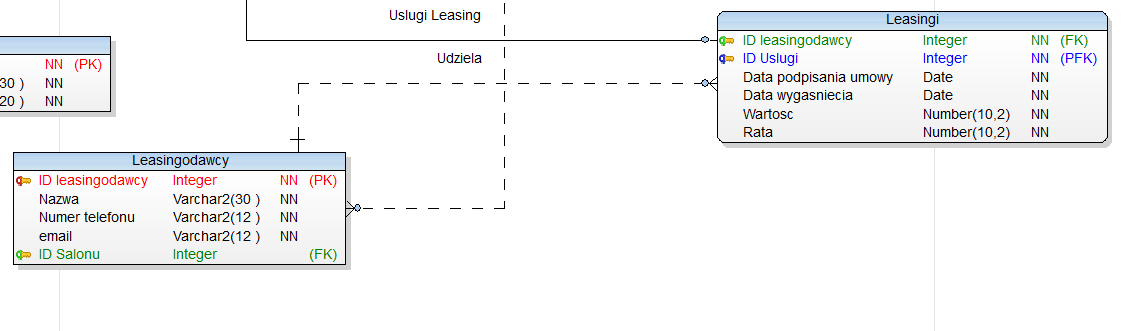 Uslugi Leasing
Udziela
NN (PK)
30 ) NN
20 ) NN
Leasingi
ID leasingodawcy Integer NN (FK)
ID Uslugi Integer NN (PFK)
Data podpisania umowy Date NN
Data wygasniecia Date NN
Wartosc Number(10,2) NN
Rata Number(10,2) NN
Leasingodawcy
ID leasingodawcy Integer NN (PK)
Nazwa Varchar2(30 ) NN
Numer telefonu Varchar2(12 ) NN
email Varchar2(12 ) NN
ID Salonu Integer (FK)